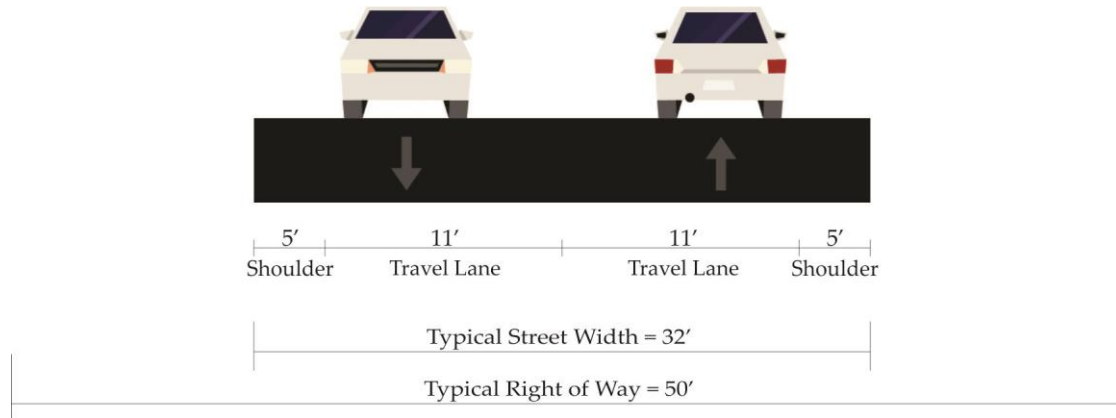 5′ 11′ 11′ 5′
Shoulder Travel Lane Travel Lane Shoulder
Typical Street Width = 32′
Typical Right of Way = 50′